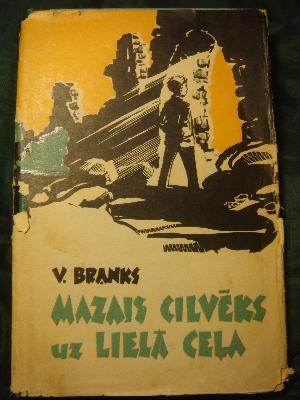 V. BRANKS
MAZAIS CILVĒKS
uz LIELĀ CEĻA